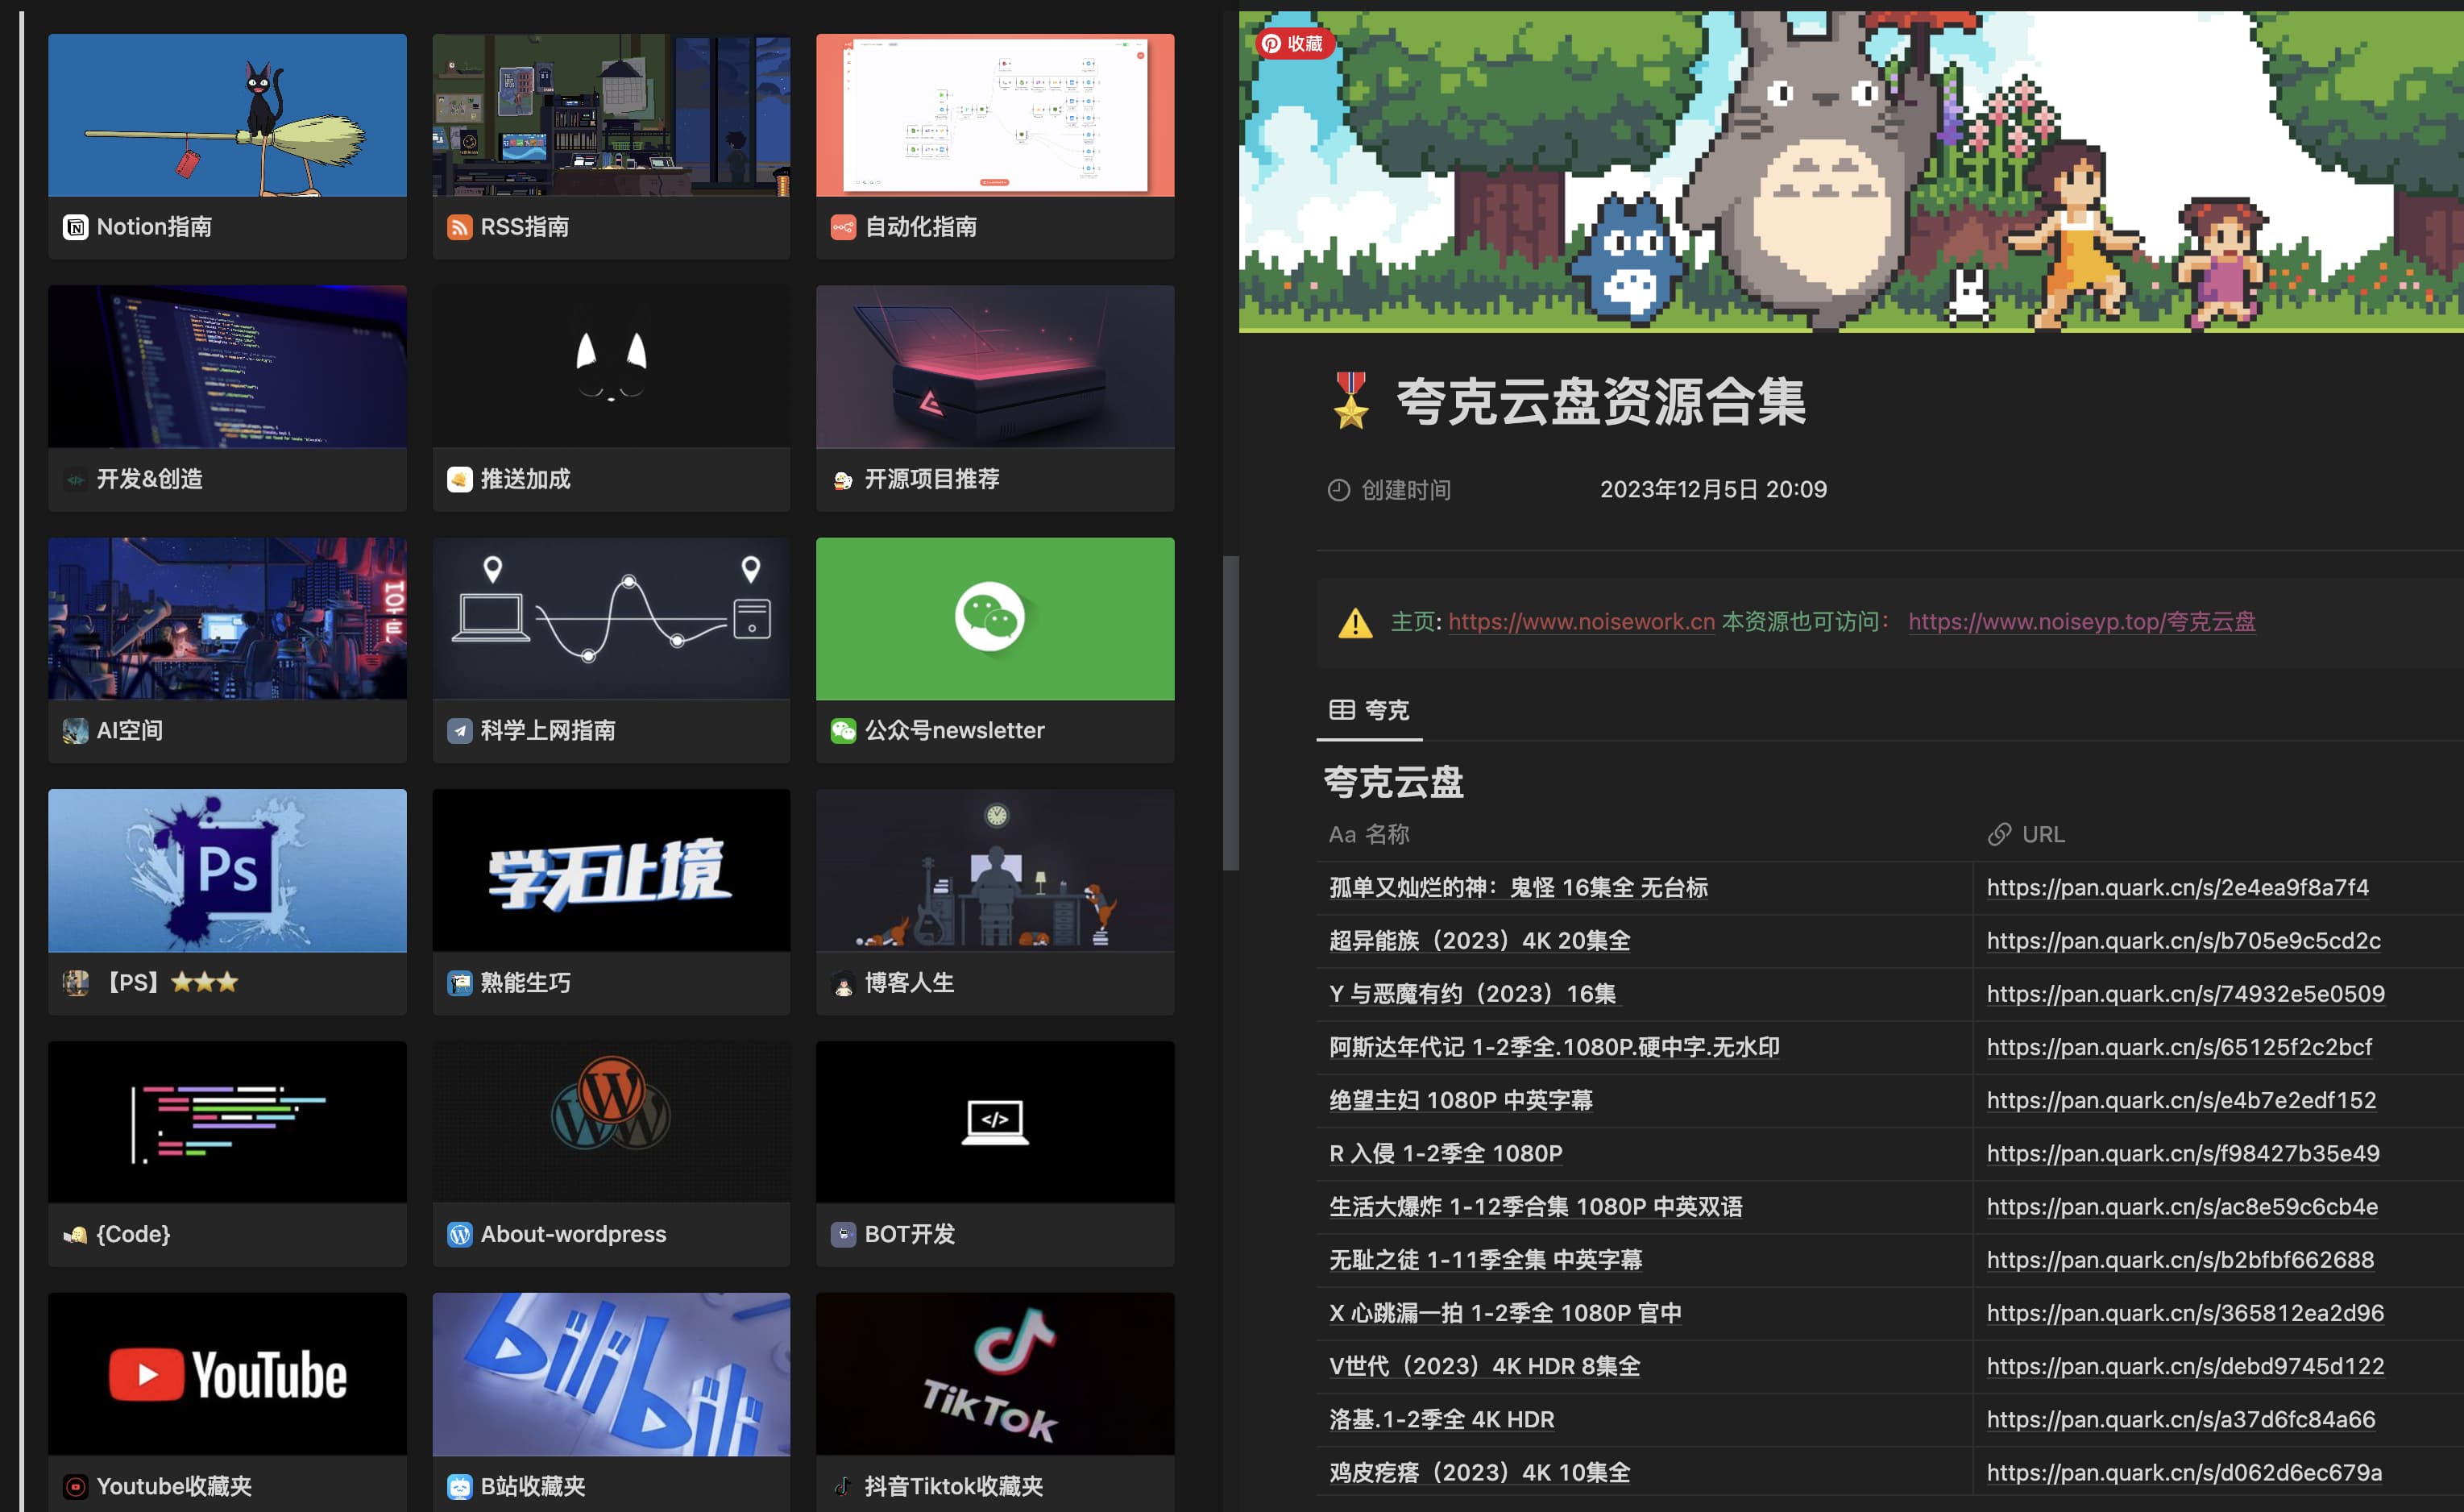 Notion指南
RSS指南
自动化指南
开发&创造
推送加成
开源项目推荐
HOTEL
AI空间
科学上网指南
公众号newsletter
Ps
学无止境
【PS】⭐⭐⭐
熟能生巧
博客人生
{Code}
About-wordpress
</>
BOT开发
YouTube
bilibili
TikTok
Youtube收藏夹
B站收藏夹
抖音Tiktok收藏夹
收藏
夸克云盘资源合集
创建时间 2023年12月5日 20:09
主页: https://www.noisework.cn 本资源也可访问： https://www.noiseyp.top/夸克云盘
夸克
夸克云盘
Aa 名称 URL
孤单又灿烂的神：鬼怪 16集全 无台标 https://pan.quark.cn/s/2e4ea9f8a7f4
超异能族（2023）4K 20集全 https://pan.quark.cn/s/b705e9c5cd2c
Y 与恶魔有约（2023）16集 https://pan.quark.cn/s/74932e5e0509
阿斯达年代记 1-2季全.1080P.硬中字.无水印 https://pan.quark.cn/s/65125f2c2bcf
绝望主妇 1080P 中英字幕 https://pan.quark.cn/s/e4b7e2edf152
R 入侵 1-2季全 1080P https://pan.quark.cn/s/f98427b35e49
生活大爆炸 1-12季合集 1080P 中英双语 https://pan.quark.cn/s/ac8e59c6cb4e
无耻之徒 1-11季全集 中英字幕 https://pan.quark.cn/s/b2bfbf662688
X 心跳漏一拍 1-2季全 1080P 官中 https://pan.quark.cn/s/365812ea2d96
V世代（2023）4K HDR 8集全 https://pan.quark.cn/s/debd9745d122
洛基.1-2季全 4K HDR https://pan.quark.cn/s/a37d6fc84a66
鸡皮疙瘩（2023）4K 10集全 https://pan.quark.cn/s/d062d6ec679a